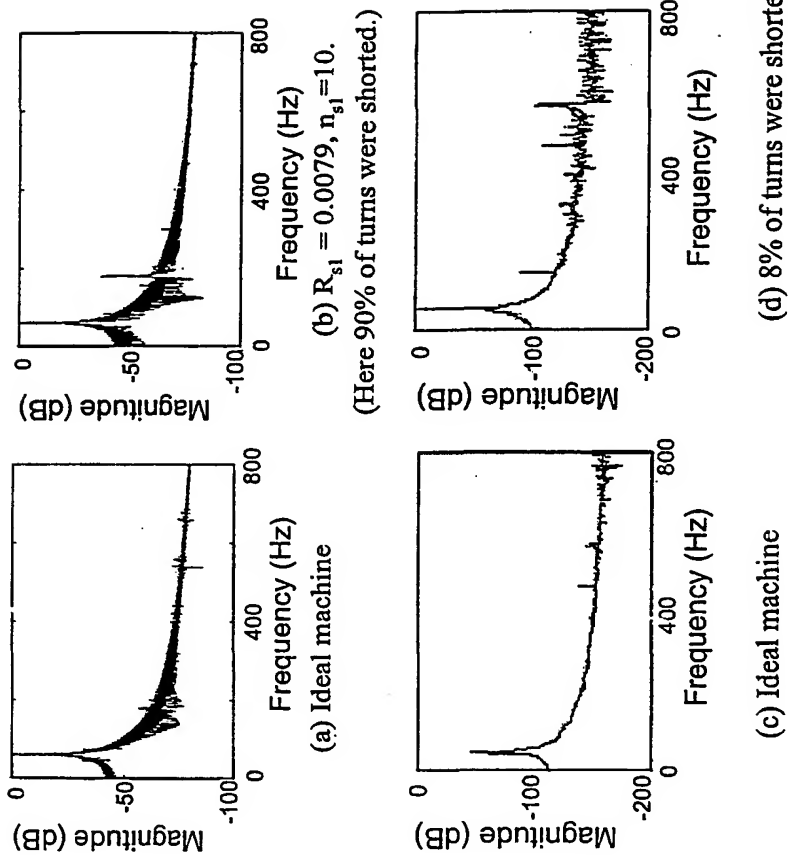 Magnitude (dB)
0
-50
-100
0
400
800
Frequency (Hz)
(a) Ideal machine
Magnitude (dB)
0
-50
-100
0
400
800
Frequency (Hz)
(b) R_s1 = 0.0079, n_s1=10.
(Here 90% of turns were shorted.)
Magnitude (dB)
0
-100
-200
0
400
800
Frequency (Hz)
(c) Ideal machine
Magnitude (dB)
0
-100
-200
0
400
800
Frequency (Hz)
(d) 8% of turns were shorte